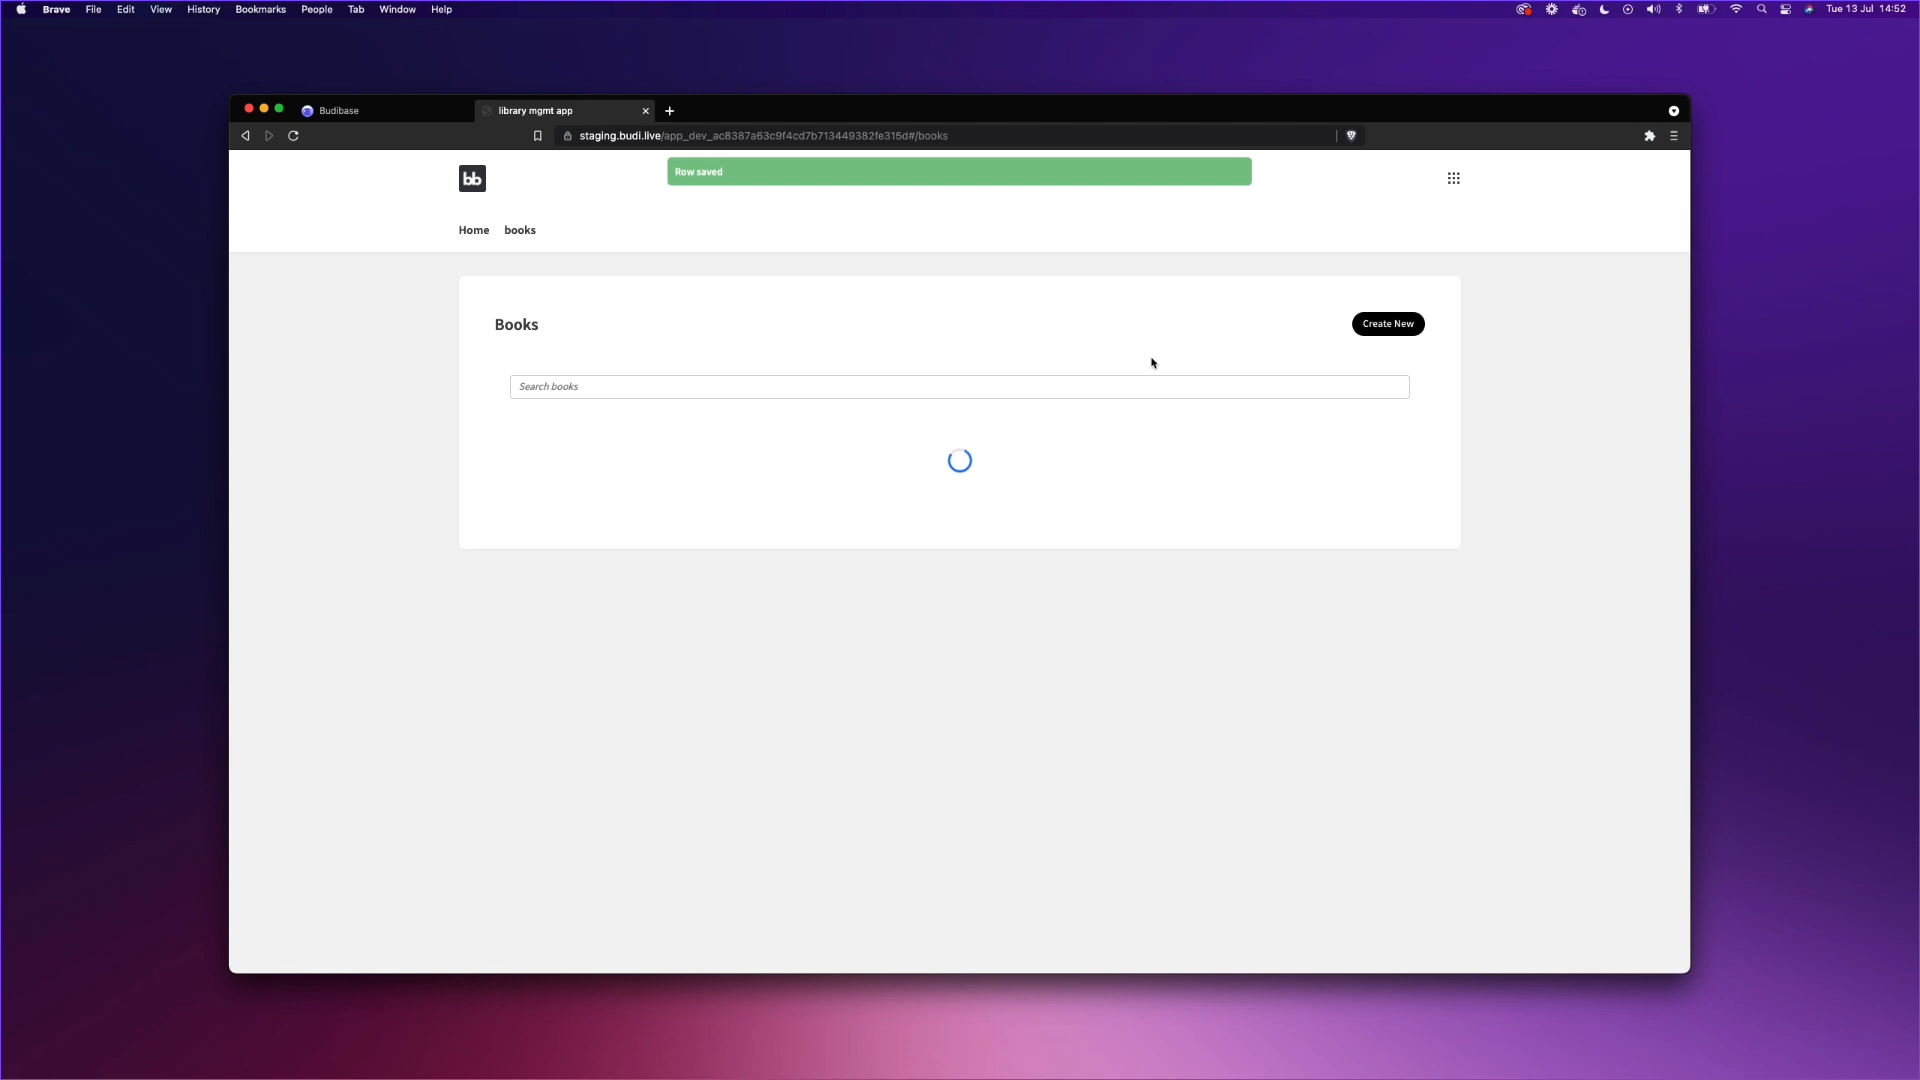 Brave File Edit View History Bookmarks People Tab Window Help Tue 13 Jul 14:52
Budibase library mgmt app
staging.budi.live/app_dev_ac8387a63c9f4cd7b713449382fe315d#/books
bb
Row saved
Home books
Books
Create New
Search books